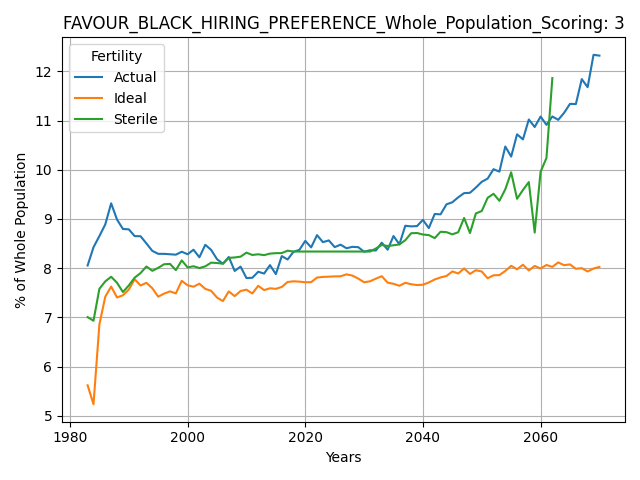 FAVOUR_BLACK_HIRING_PREFERENCE_Whole_Population_Scoring: 3
Fertility
Actual
Ideal
Sterile
% of Whole Population
12
11
10
9
8
7
6
5
1980
2000
2020
2040
2060
Years